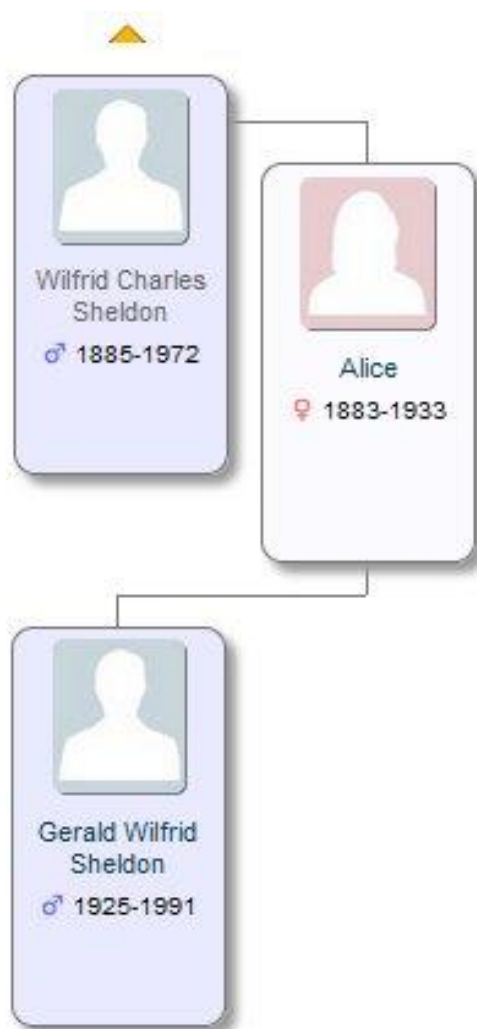 Wilfrid Charles
Sheldon
♂ 1885-1972
Alice
♀ 1883-1933
Gerald Wilfrid
Sheldon
♂ 1925-1991